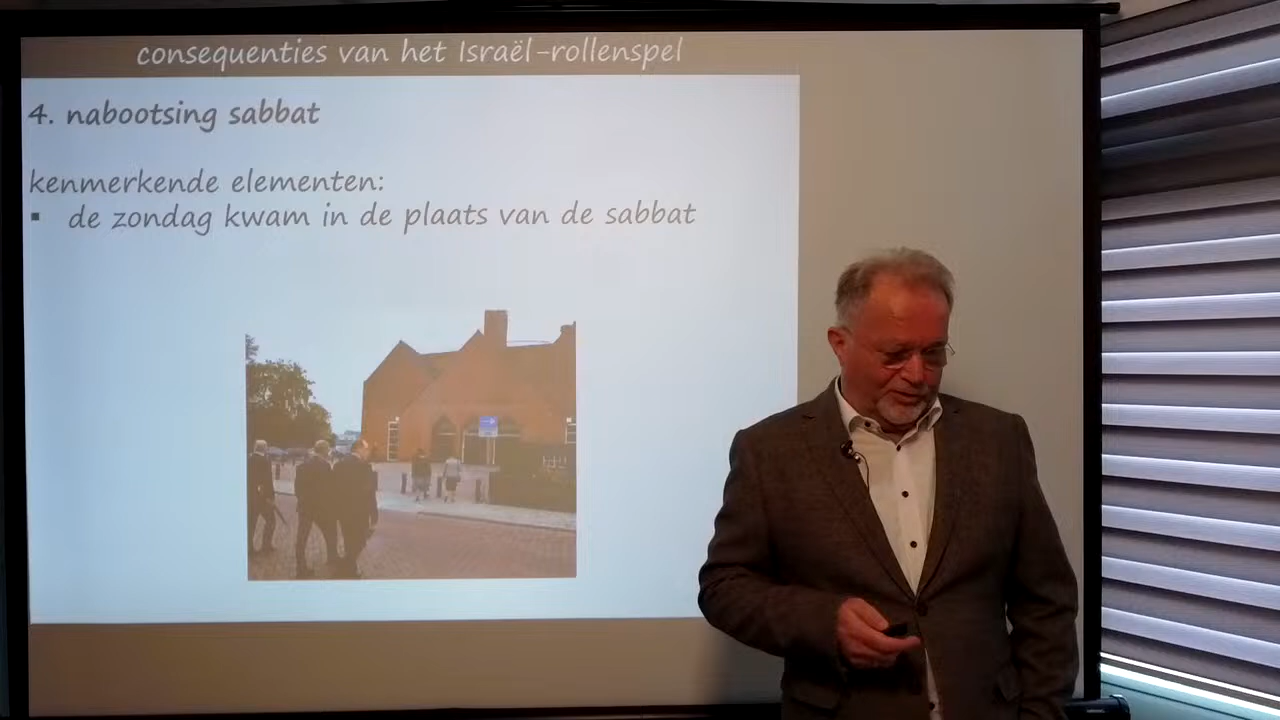 consequenties van het Israël-rollenspel
4. nabootsing sabbat
kenmerkende elementen:
▪ de zondag kwam in de plaats van de sabbat